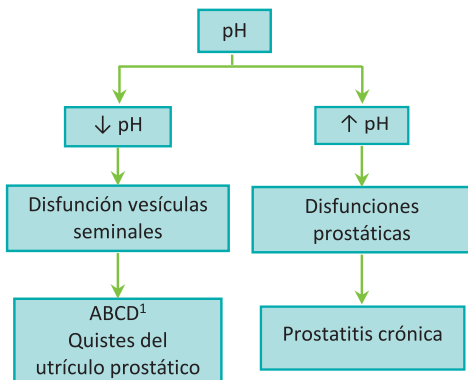 pH
↓ pH
↑ pH
Disfunción vesículas
seminales
Disfunciones
prostáticas
ABCD¹
Quistes del
utrículo prostático
Prostatitis crónica